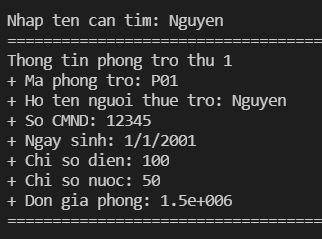 Nhap ten can tim: Nguyen
===================================
Thong tin phong tro thu 1
+ Ma phong tro: P01
+ Ho ten nguoi thue tro: Nguyen
+ So CMND: 12345
+ Ngay sinh: 1/1/2001
+ Chi so dien: 100
+ Chi so nuoc: 50
+ Don gia phong: 1.5e+006
===================================